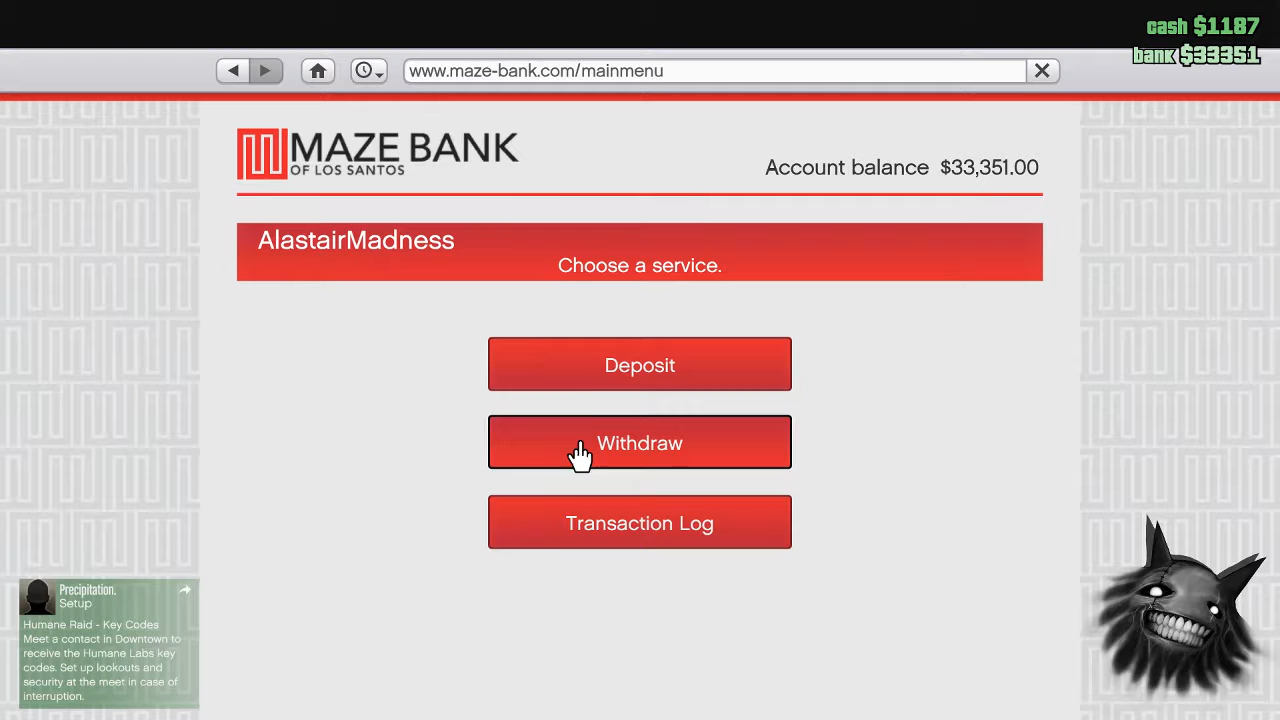 cash $1187
bank $33351
www.maze-bank.com/mainmenu
MAZE BANK
OF LOS SANTOS
Account balance $33,351.00
AlastairMadness
Choose a service.
Deposit
Withdraw
Transaction Log
Precipitation.
Setup
Humane Raid - Key Codes
Meet a contact in Downtown to
receive the Humane Labs key
codes. Set up lookouts and
security at the meet in case of
interruption.